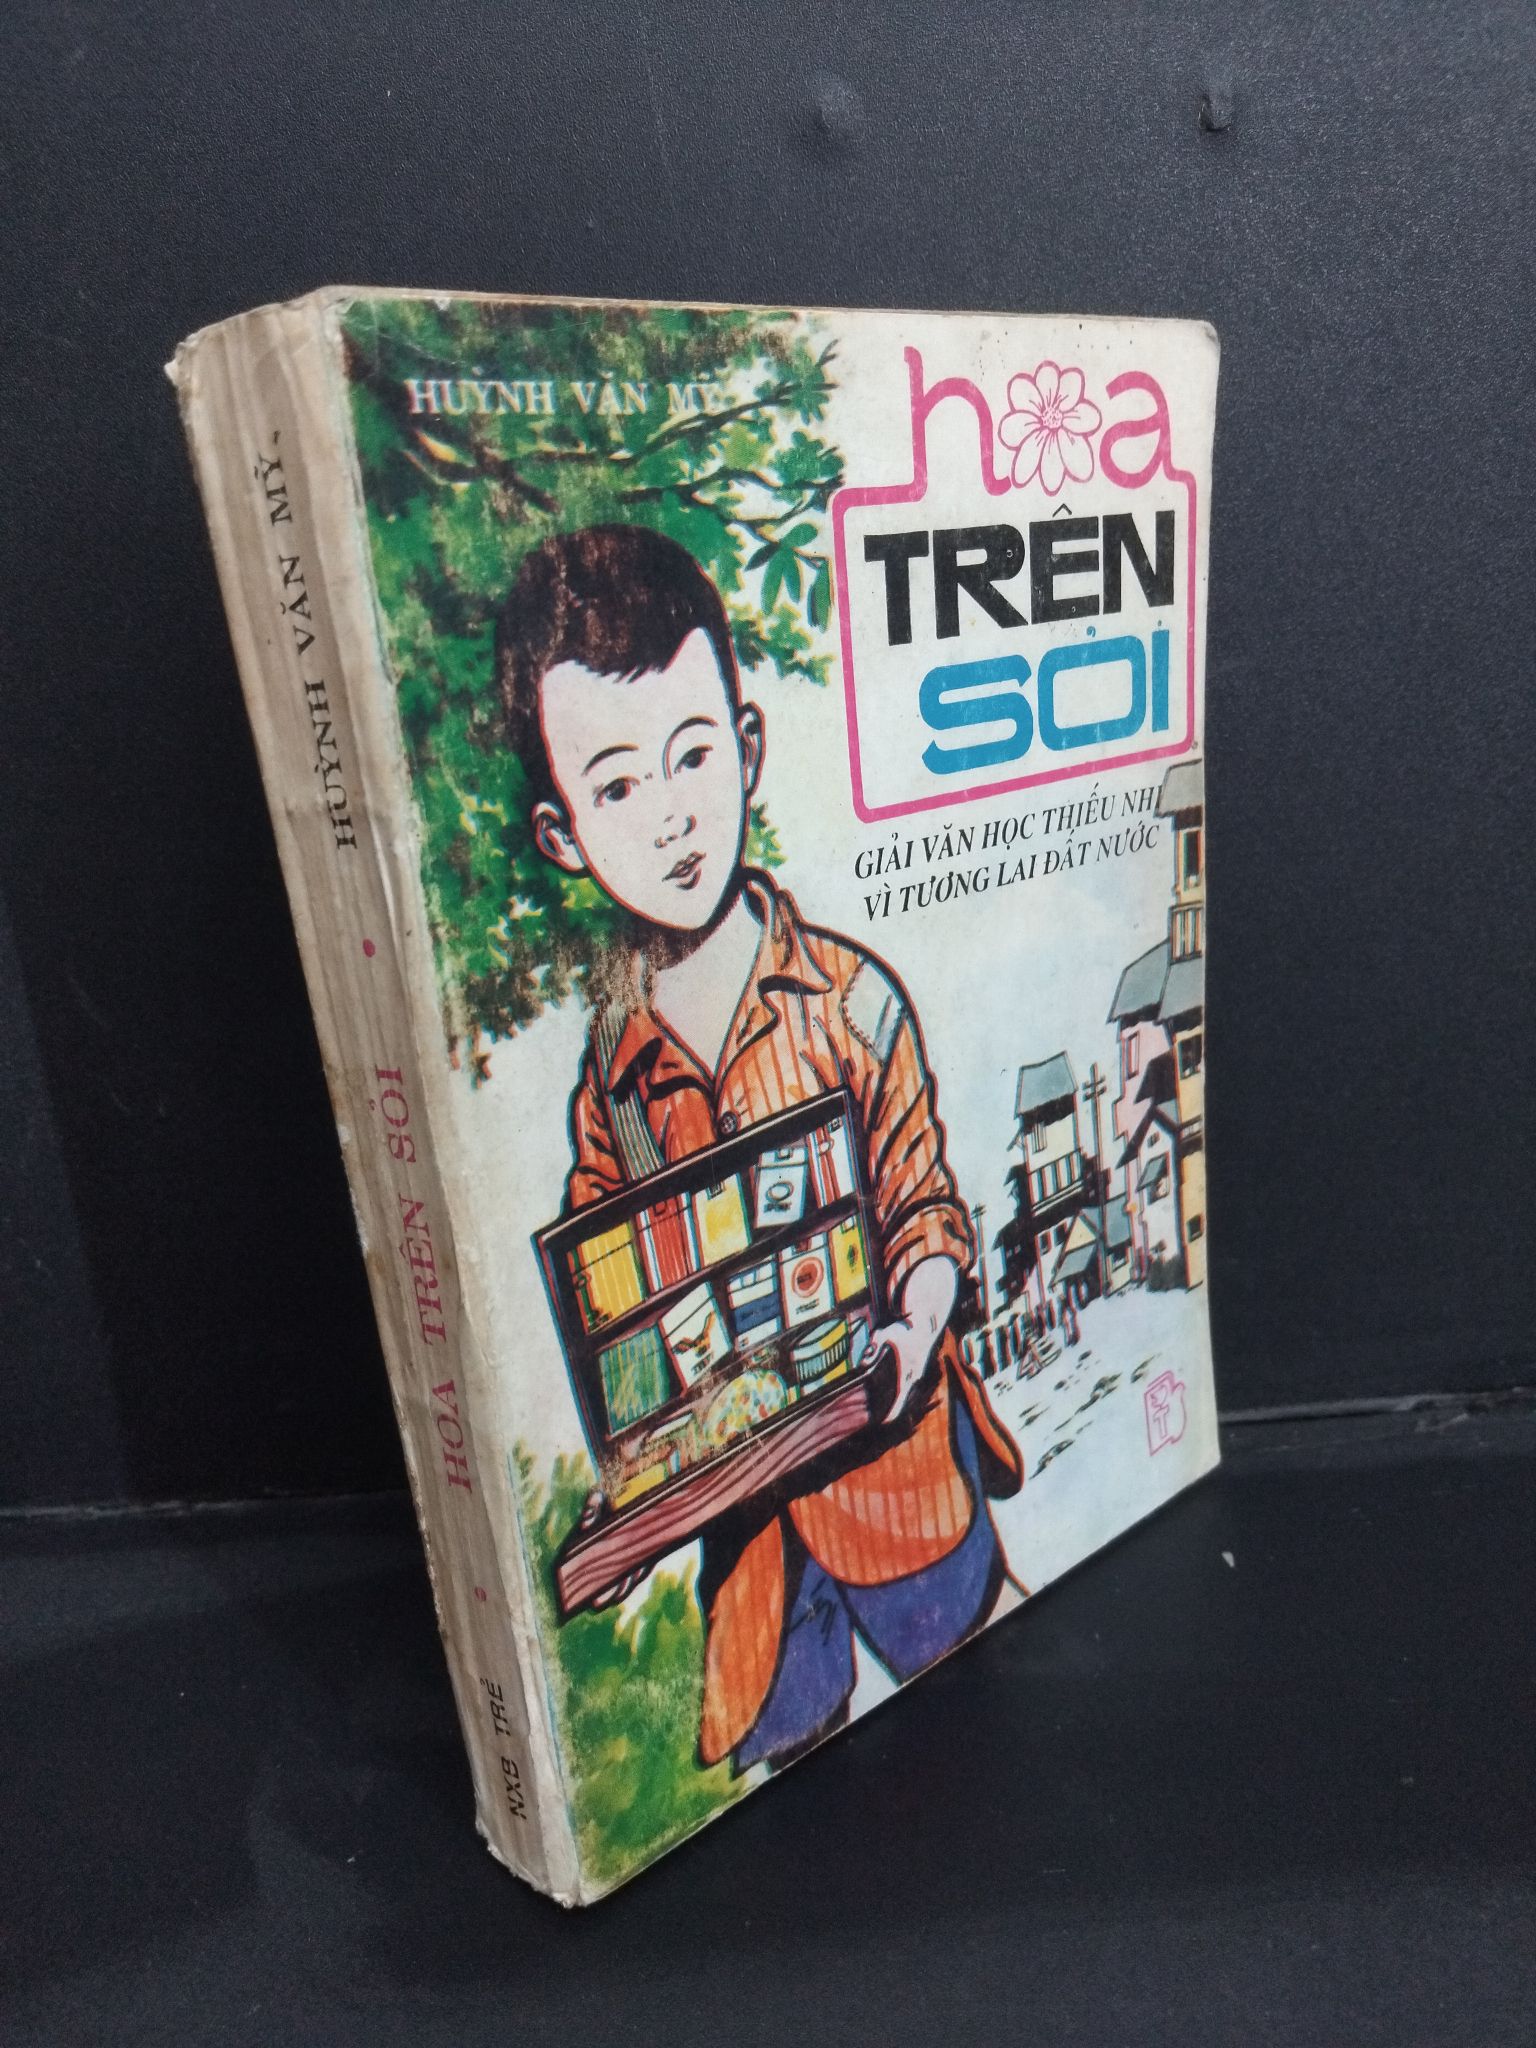 HUỲNH VĂN MỸ
hoa
TRÊN
SỎI
GIẢI VĂN HỌC THIẾU NHI
VÌ TƯƠNG LAI ĐẤT NƯỚC
HUỲNH VĂN MỸ • HOA TRÊN SỎI • NXB TRẺ